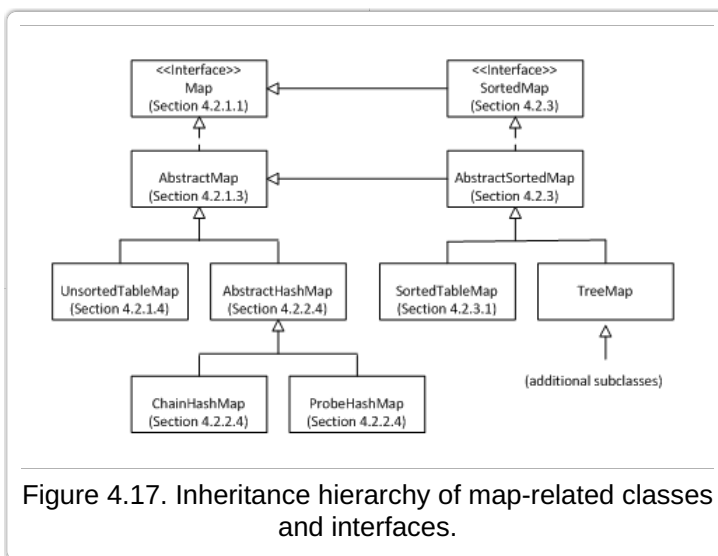 <<Interface>>
Map
(Section 4.2.1.1)
<<Interface>>
SortedMap
(Section 4.2.3)
AbstractMap
(Section 4.2.1.3)
AbstractSortedMap
(Section 4.2.3)
UnsortedTableMap
(Section 4.2.1.4)
AbstractHashMap
(Section 4.2.2.4)
SortedTableMap
(Section 4.2.3.1)
TreeMap
(additional subclasses)
ChainHashMap
(Section 4.2.2.4)
ProbeHashMap
(Section 4.2.2.4)
Figure 4.17. Inheritance hierarchy of map-related classes
and interfaces.